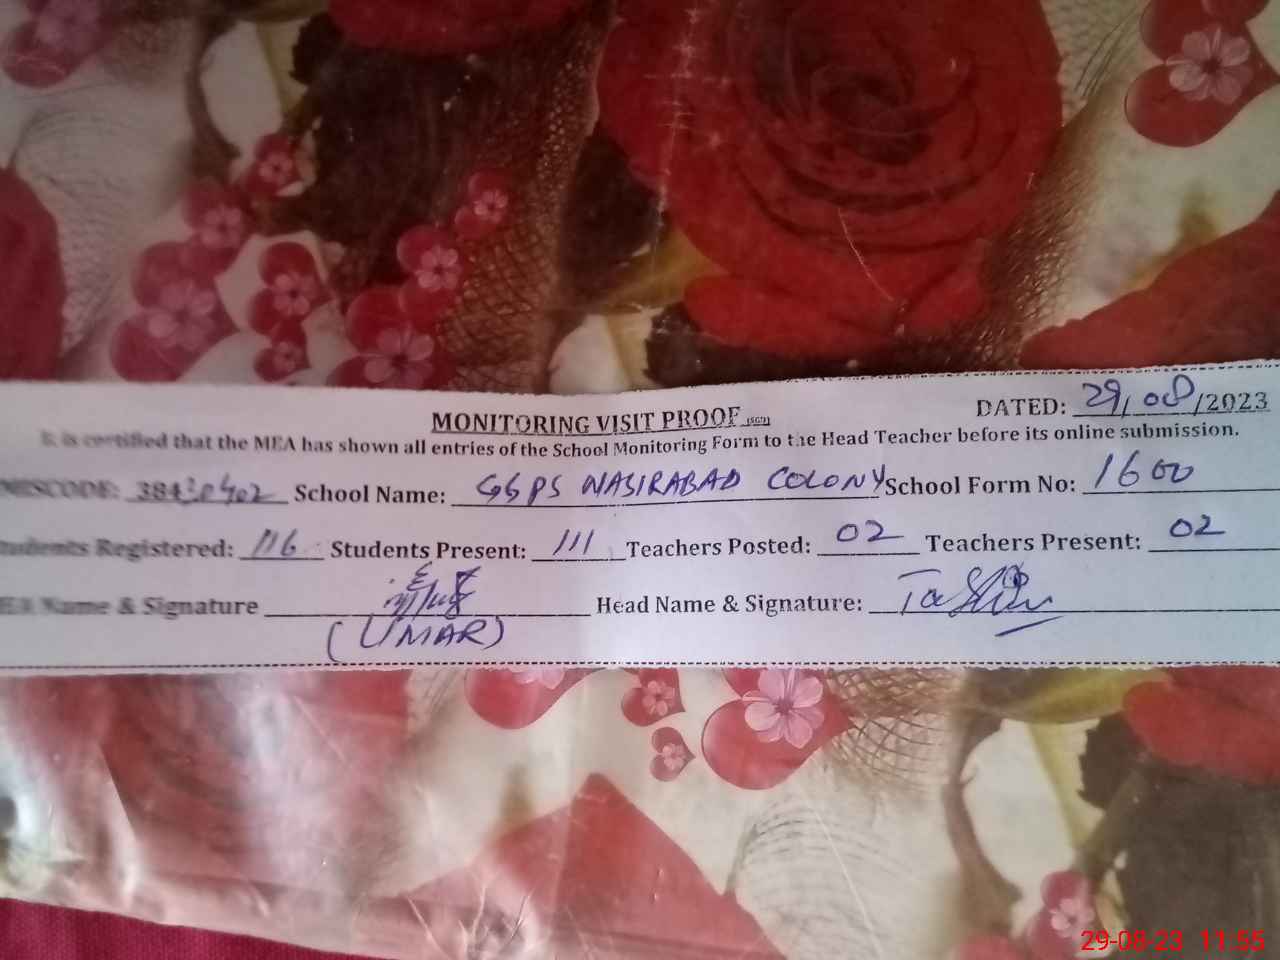 MONITORING VISIT PROOF
DATED: 29/08/2023
It is certified that the MEA has shown all entries of the School Monitoring Form to the Head Teacher before its online submission.
School Name: GGPS NASIRABAD COLONY School Form No: 1600
Students Registered: 116 Students Present: 111 Teachers Posted: 02 Teachers Present: 02
Name & Signature Head Name & Signature:
(UMAR)
29-08-23 11:55